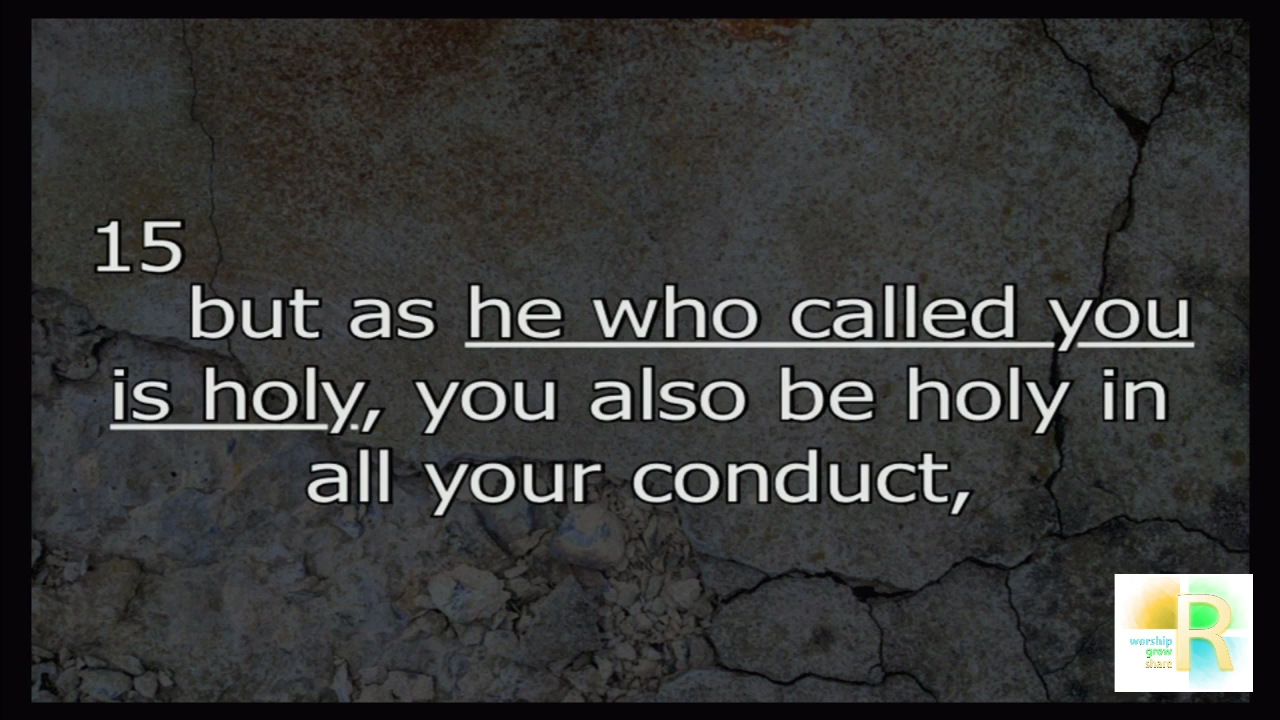 15
but as he who called you
is holy, you also be holy in
all your conduct,
worship
grow
share
R